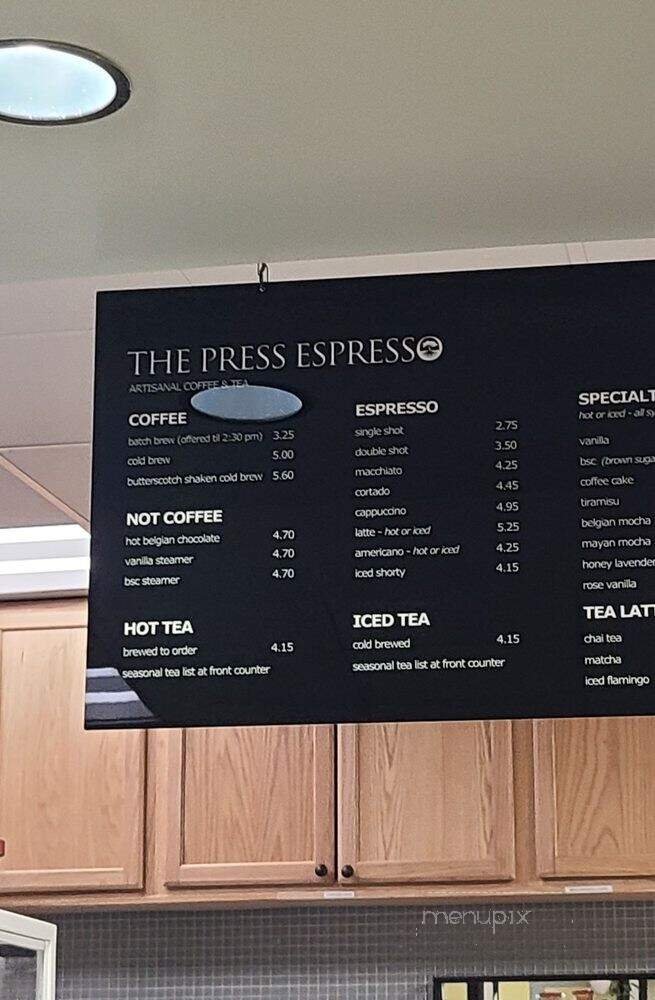 THE PRESS ESPRESSO
ARTISANAL COFFEE & TEA
COFFEE
batch brew (offered til 2:30 pm) 3.25
cold brew 5.00
butterscotch shaken cold brew 5.60
NOT COFFEE
hot belgian chocolate 4.70
vanilla steamer 4.70
bsc steamer 4.70
HOT TEA
brewed to order 4.15
seasonal tea list at front counter
ESPRESSO
single shot 2.75
double shot 3.50
macchiato 4.25
cortado 4.45
cappuccino 4.95
latte - hot or iced 5.25
americano - hot or iced 4.25
iced shorty 4.15
ICED TEA
cold brewed 4.15
seasonal tea list at front counter
SPECIALT
hot or iced - all sy
vanilla
bsc (brown suga
coffee cake
tiramisu
belgian mocha
mayan mocha
honey lavender
rose vanilla
TEA LATT
chai tea
matcha
iced flamingo
menupix